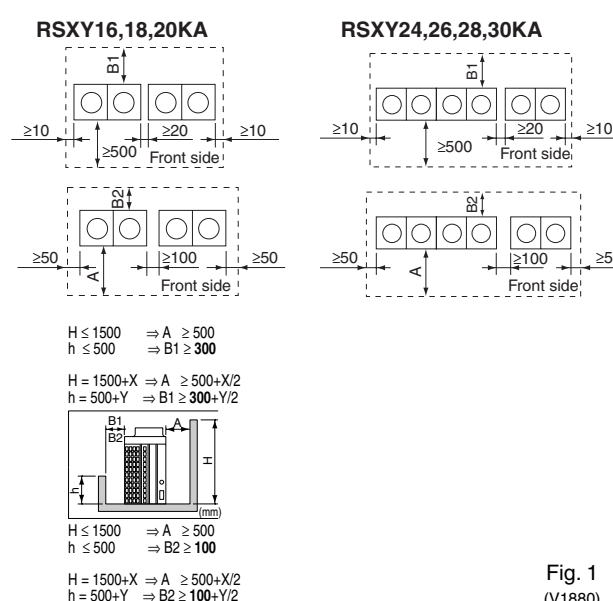 RSXY16,18,20KA
RSXY24,26,28,30KA
B1
≥10
≥500
≥20
≥10
Front side
B1
≥10
≥500
≥20
≥10
Front side
B2
≥50
A
≥100
≥50
Front side
B2
≥50
A
≥100
≥5
Front side
H ≤ 1500 ⇒ A ≥ 500
h ≤ 500 ⇒ B1 ≥ 300
H = 1500+X ⇒ A ≥ 500+X/2
h = 500+Y ⇒ B1 ≥ 300+Y/2
B1
B2
A
H
h
(mm)
H ≤ 1500 ⇒ A ≥ 500
h ≤ 500 ⇒ B2 ≥ 100
H = 1500+X ⇒ A ≥ 500+X/2
h = 500+Y ⇒ B2 ≥ 100+Y/2
Fig. 1
(V1880)